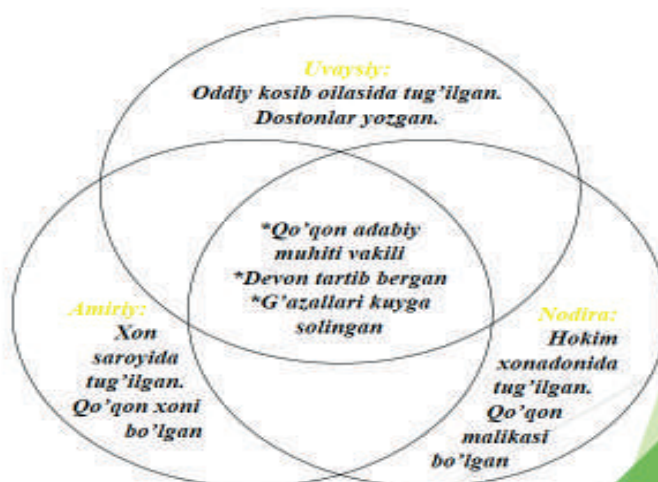 Uvaysiy:
Oddiy kosib oilasida tug'ilgan.
Dostonlar yozgan.
*Qo'qon adabiy
muhiti vakili
*Devon tartib bergan
*G'azallari kuyga
solingan
Amiriy:
Xon
saroyida
tug'ilgan.
Qo'qon xoni
bo'lgan
Nodira:
Hokim
xonadonida
tug'ilgan.
Qo'qon
malikasi
bo'lgan